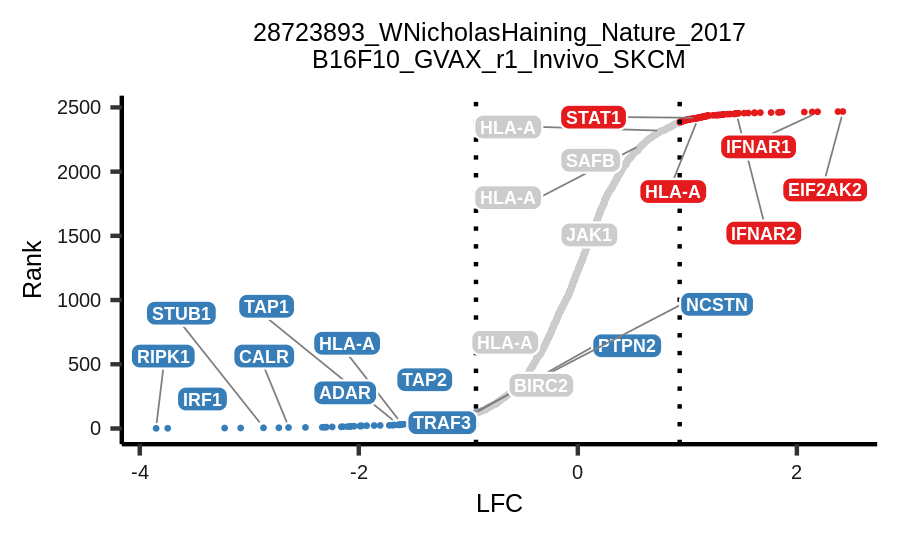 28723893_WNicholasHaining_Nature_2017
B16F10_GVAX_r1_Invivo_SKCM
2500
2000
1500
1000
500
0
Rank
HLA-A
STAT1
SAFB
IFNAR1
HLA-A
HLA-A
EIF2AK2
JAK1
IFNAR2
STUB1
TAP1
NCSTN
RIPK1
CALR
HLA-A
HLA-A
PTPN2
IRF1
ADAR
TAP2
BIRC2
TRAF3
-4
-2
0
2
LFC